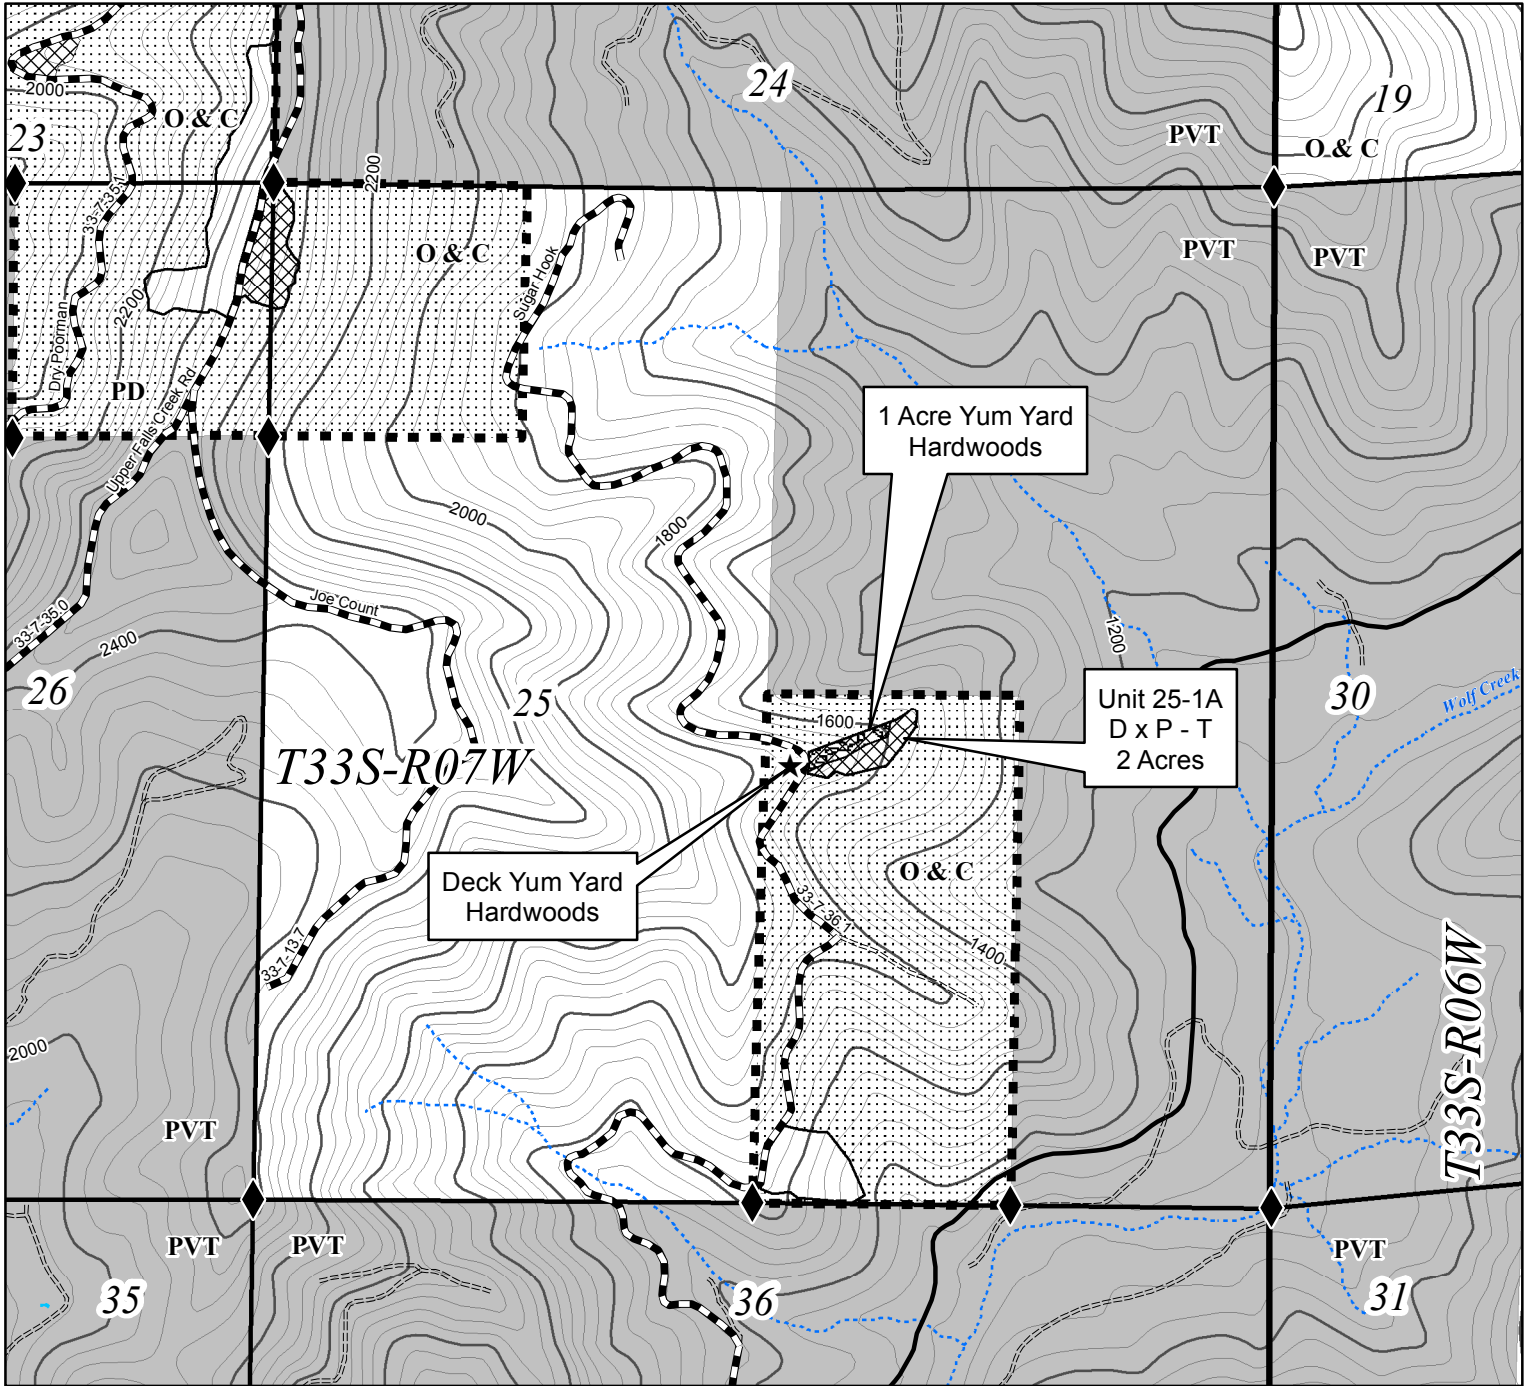 24
19
2000
O & C
23
PVT
O & C
2200
33-7-35.1
O & C
PVT
PVT
Sugar Hook
2200
Dry Poorman
PD
Upper Falls Creek Rd
1 Acre Yum Yard
Hardwoods
2000
1800
Joe Count
33-7-35.0
2400
1200
26
25
30
Wolf Creek
Unit 25-1A
D x P - T
2 Acres
1600
T33S-R07W
Deck Yum Yard
Hardwoods
O & C
33-7-36.1
1400
33-7-13.7
T33S-R06W
2000
PVT
PVT
PVT
PVT
35
36
31